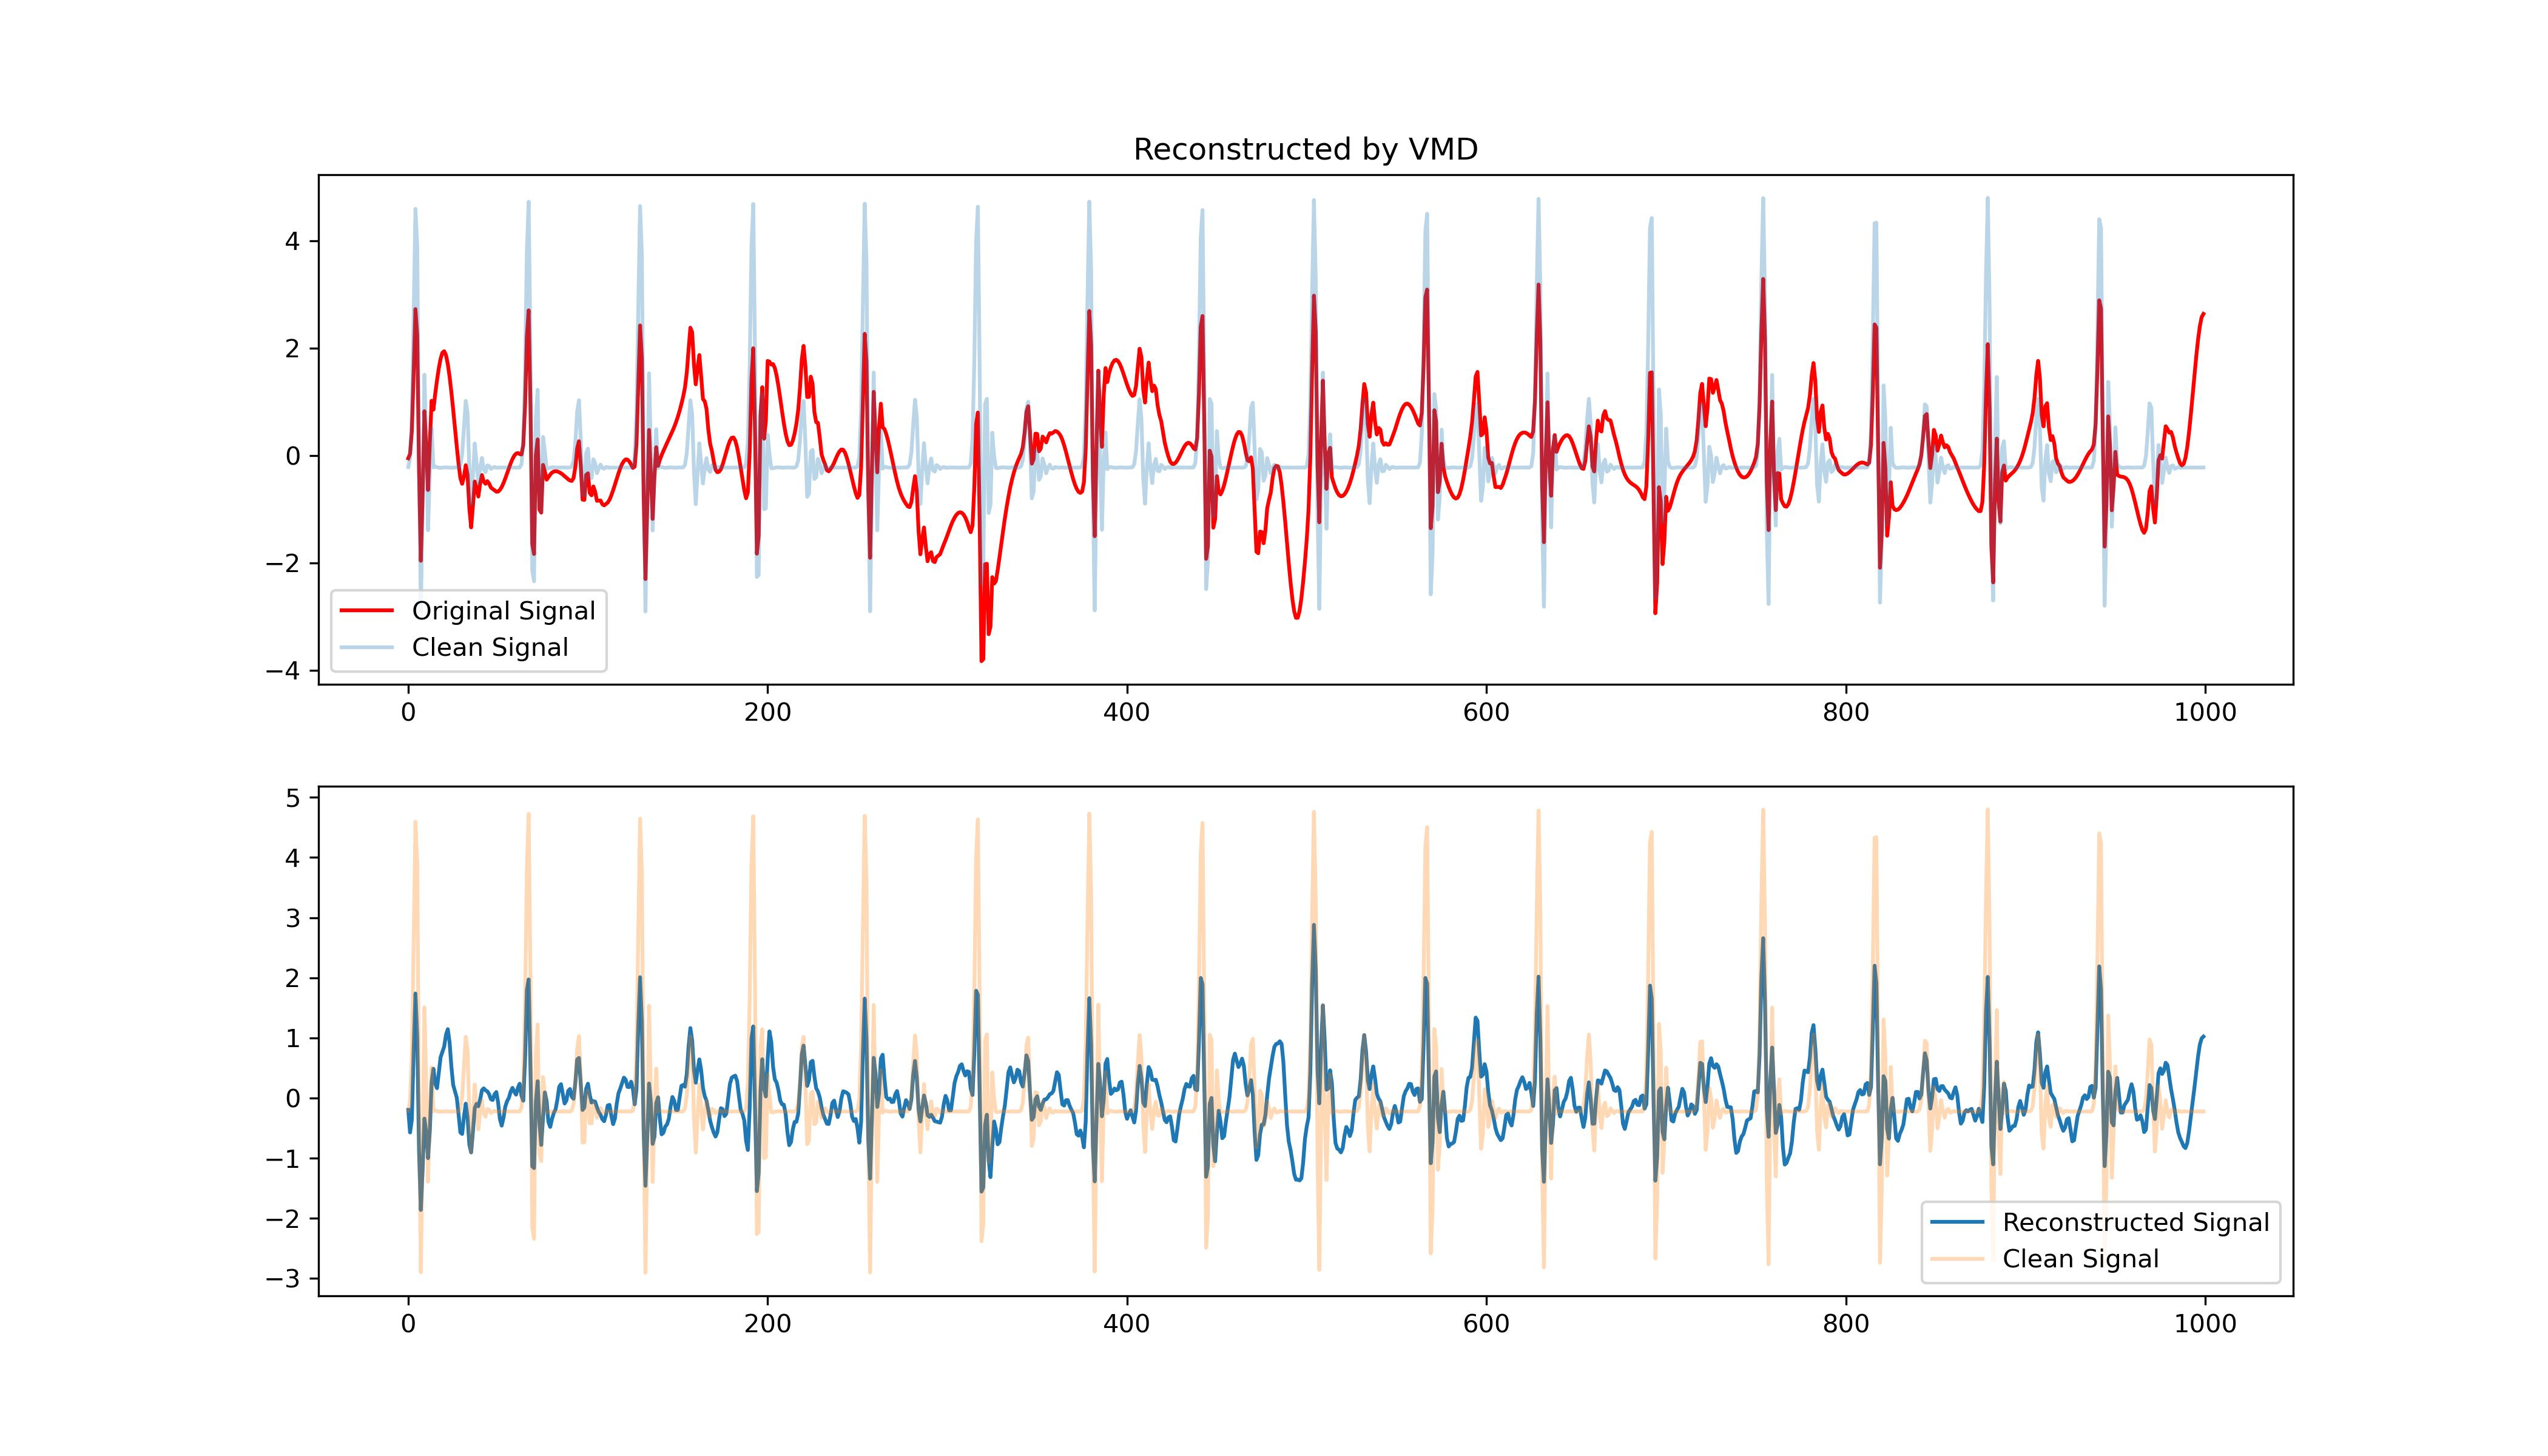 Reconstructed by VMD
4
2
0
−2
−4
Original Signal
Clean Signal
0 200 400 600 800 1000
5
4
3
2
1
0
−1
−2
−3
Reconstructed Signal
Clean Signal
0 200 400 600 800 1000